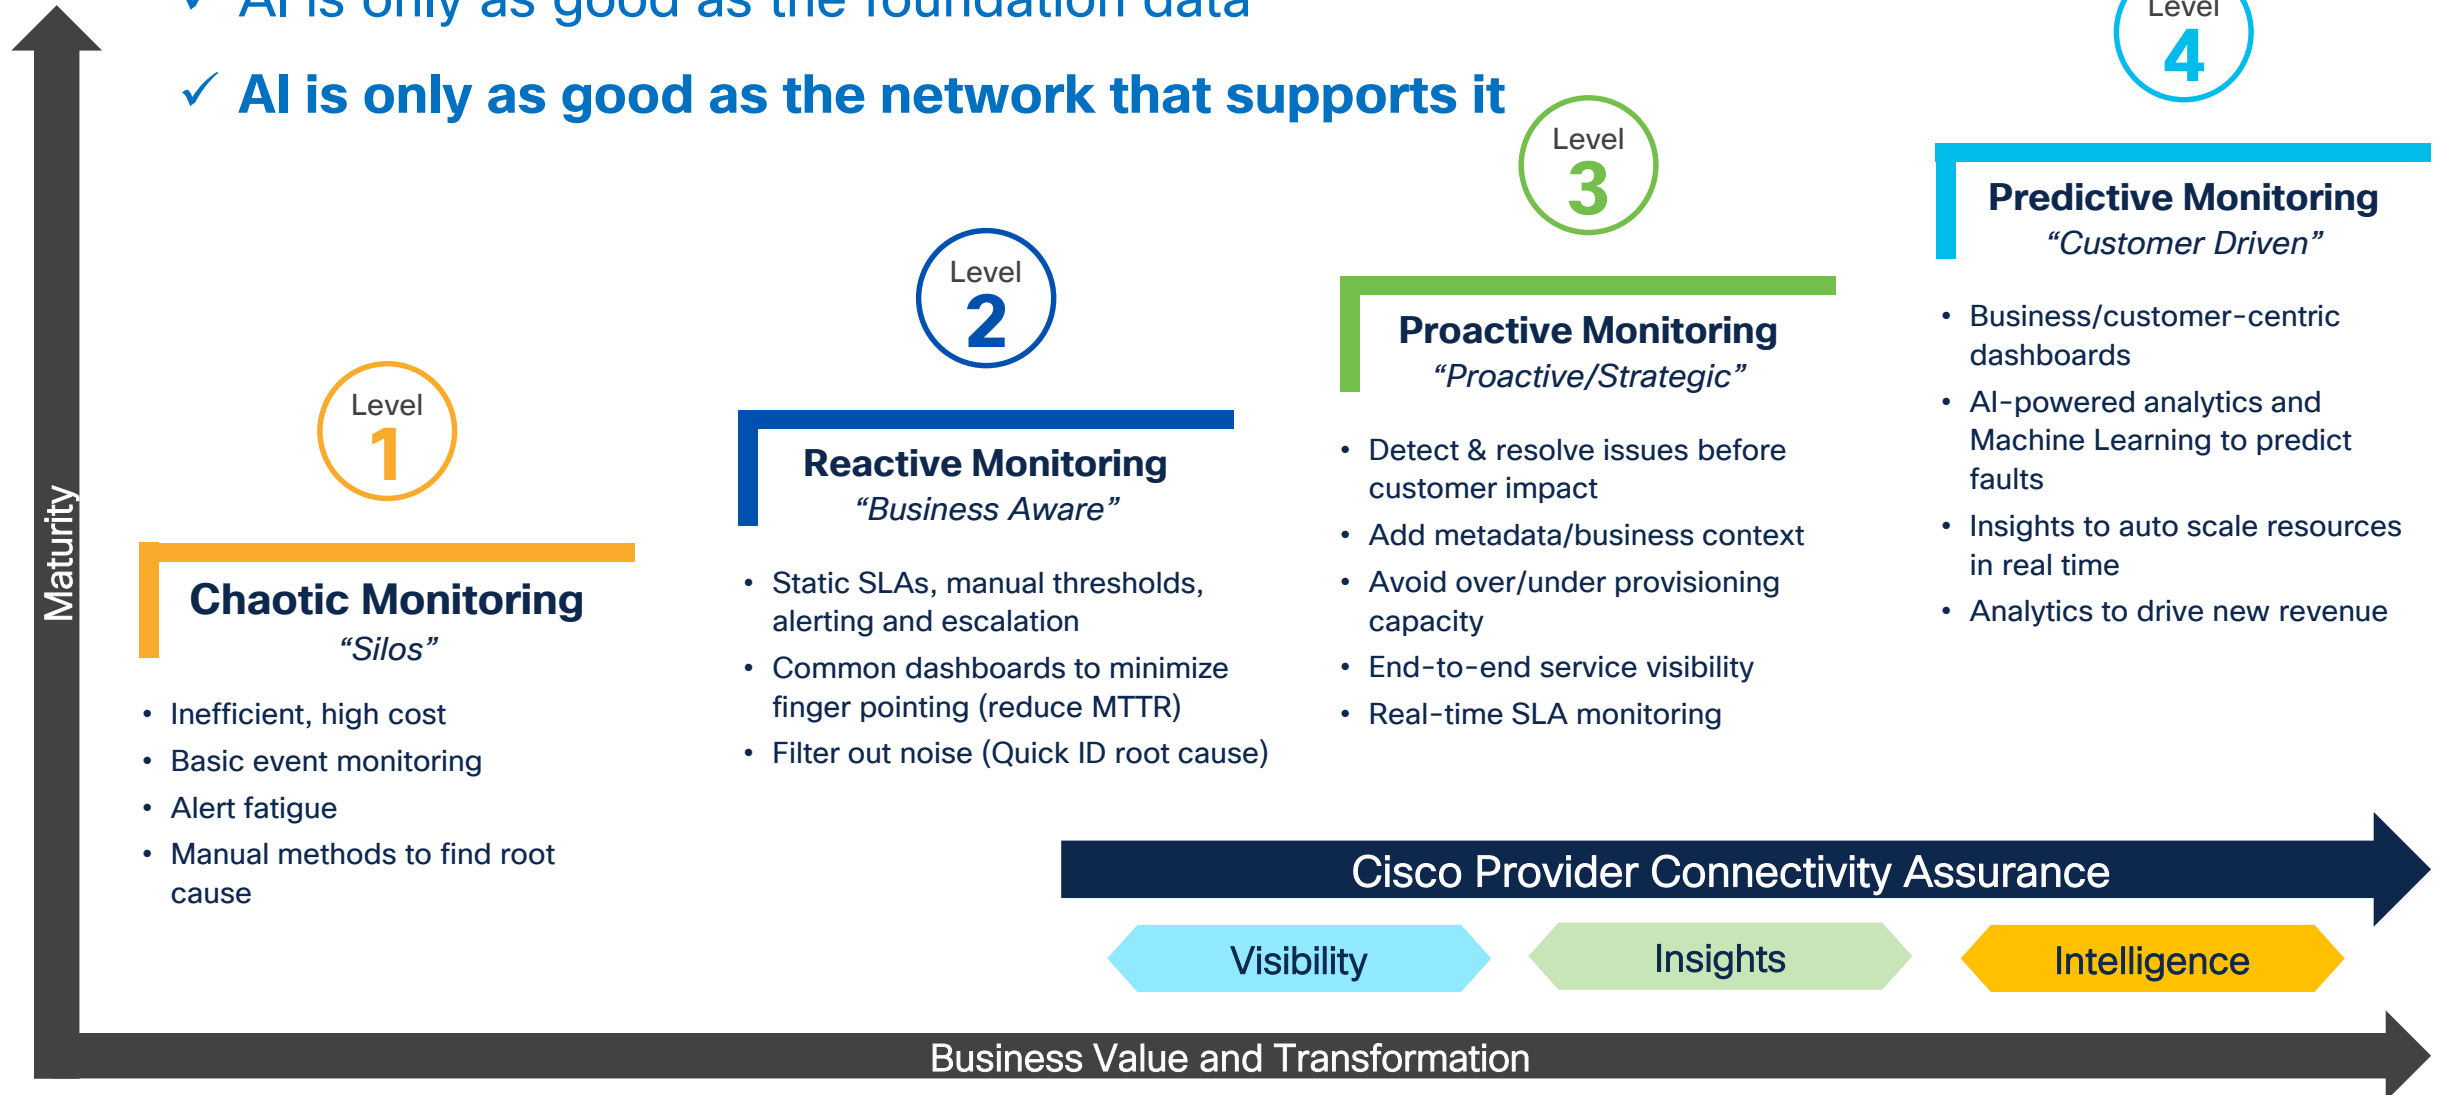 ✓ AI is only as good as the foundation data
✓ AI is only as good as the network that supports it
Maturity
Level
1
Chaotic Monitoring
“Silos”
• Inefficient, high cost
• Basic event monitoring
• Alert fatigue
• Manual methods to find root
cause
Level
2
Reactive Monitoring
“Business Aware”
• Static SLAs, manual thresholds,
alerting and escalation
• Common dashboards to minimize
finger pointing (reduce MTTR)
• Filter out noise (Quick ID root cause)
Level
3
Proactive Monitoring
“Proactive/Strategic”
• Detect & resolve issues before
customer impact
• Add metadata/business context
• Avoid over/under provisioning
capacity
• End-to-end service visibility
• Real-time SLA monitoring
Level
4
Predictive Monitoring
“Customer Driven”
• Business/customer-centric
dashboards
• AI-powered analytics and
Machine Learning to predict
faults
• Insights to auto scale resources
in real time
• Analytics to drive new revenue
Cisco Provider Connectivity Assurance
Visibility
Insights
Intelligence
Business Value and Transformation